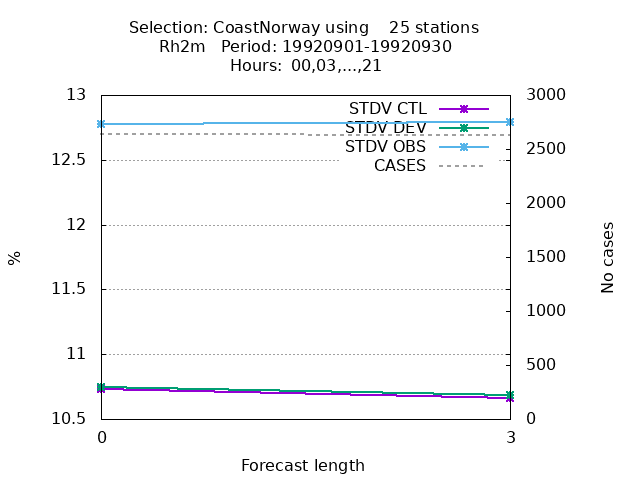 Selection: CoastNorway using    25 stations
Rh2m   Period: 19920901-19920930
Hours:  00,03,...,21
13
12.5
12
11.5
11
10.5
3000
2500
2000
1500
1000
500
0
STDV CTL
STDV DEV
STDV OBS
CASES
%
No cases
0
3
Forecast length